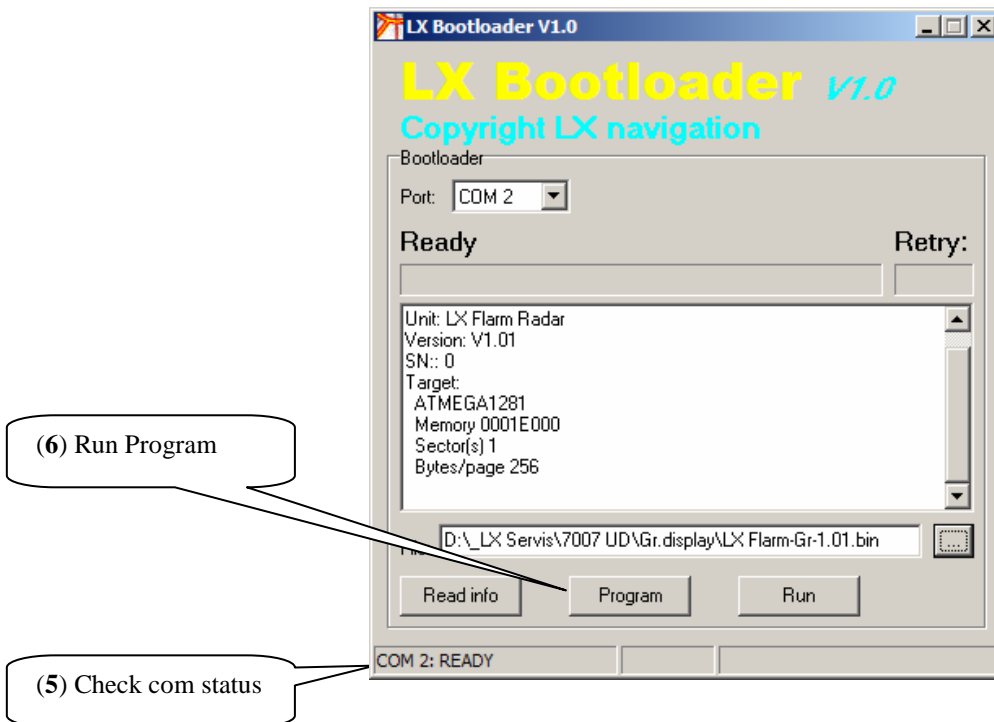 LX Bootloader V1.0
LX Bootloader V1.0
Copyright LX navigation
Bootloader
Port: COM 2
Ready Retry:
Unit: LX Flarm Radar
Version: V1.01
SN:: 0
Target:
ATMEGA1281
Memory 0001E000
Sector(s) 1
Bytes/page 256
(6) Run Program
D:\_LX Servis\7007 UD\Gr.display\LX Flarm-Gr-1.01.bin ...
Read info Program Run
COM 2: READY
(5) Check com status